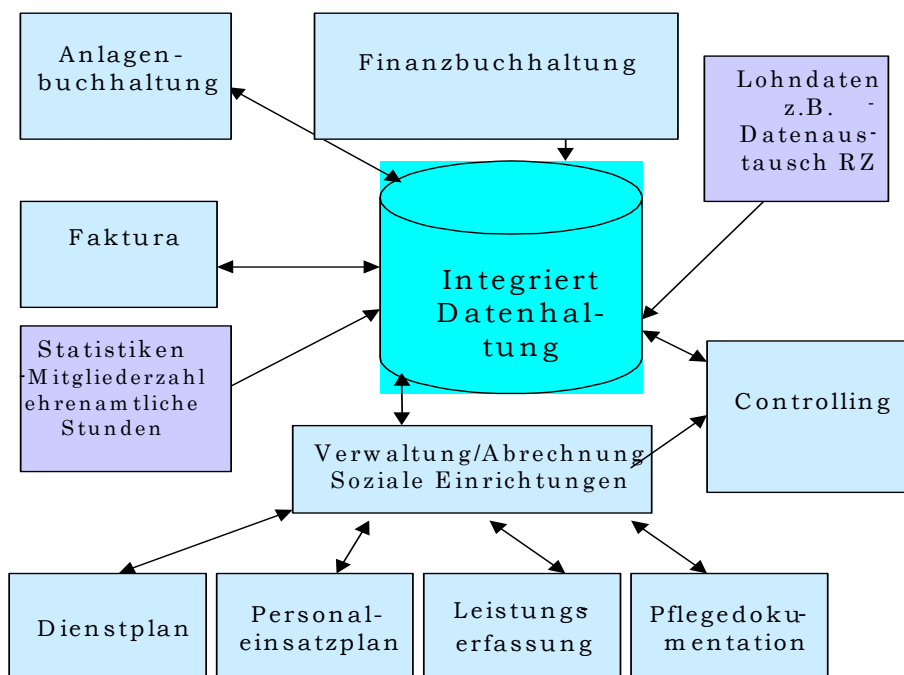 Anlagen-
buchhaltung
Finanzbuchhaltung
Lohndaten
z.B. -
Datenaus-
tausch RZ
Faktura
Integriert
Datenhal-
tung
Statistiken
-Mitgliederzahl
ehrenamtliche
Stunden
Controlling
Verwaltung/Abrechnung
Soziale Einrichtungen
Dienstplan
Personal-
einsatzplan
Leistungs-
erfassung
Pflegedoku-
mentation